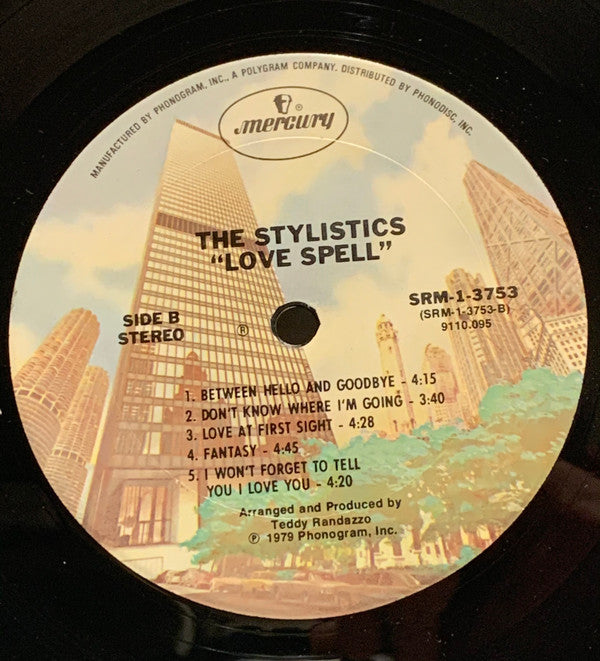 MANUFACTURED BY PHONOGRAM, INC., A POLYGRAM COMPANY. DISTRIBUTED BY PHONODISC, INC.
®
mercury
THE STYLISTICS
"LOVE SPELL"
SIDE B
STEREO
Ⓡ
SRM-1-3753
(SRM-1-3753-B)
9110.095
1. BETWEEN HELLO AND GOODBYE - 4:15
2. DON'T KNOW WHERE I'M GOING - 3:40
3. LOVE AT FIRST SIGHT - 4:28
4. FANTASY - 4:45
5. I WON'T FORGET TO TELL
YOU I LOVE YOU - 4:20
Arranged and Produced by
Teddy Randazzo
Ⓟ 1979 Phonogram, Inc.